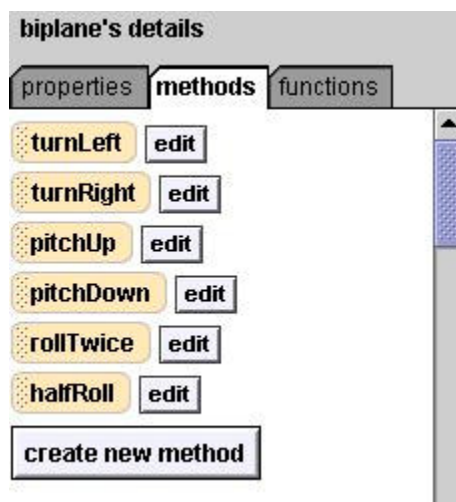 biplane's details
properties methods functions
turnLeft edit
turnRight edit
pitchUp edit
pitchDown edit
rollTwice edit
halfRoll edit
create new method